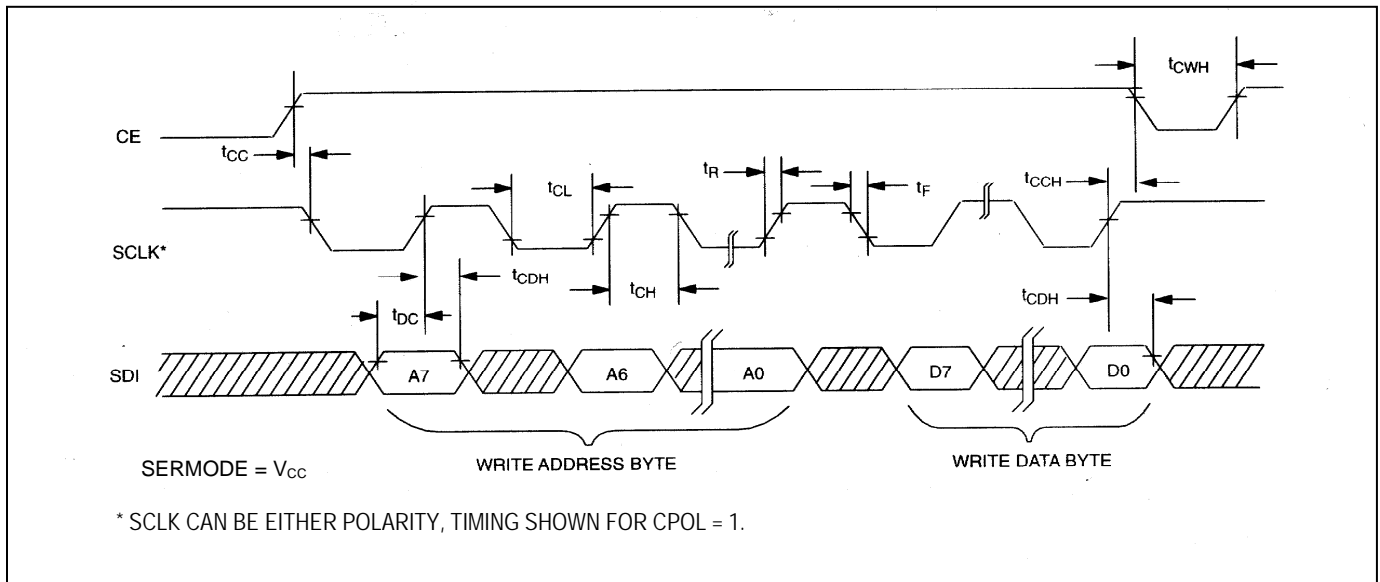 tCWH
CE
tCC
tCL
tR
tF
tCCH
SCLK*
tCDH
tCH
tCDH
tDC
SDI
A7
A6
A0
D7
D0
WRITE ADDRESS BYTE
WRITE DATA BYTE
SERMODE = VCC
* SCLK CAN BE EITHER POLARITY, TIMING SHOWN FOR CPOL = 1.